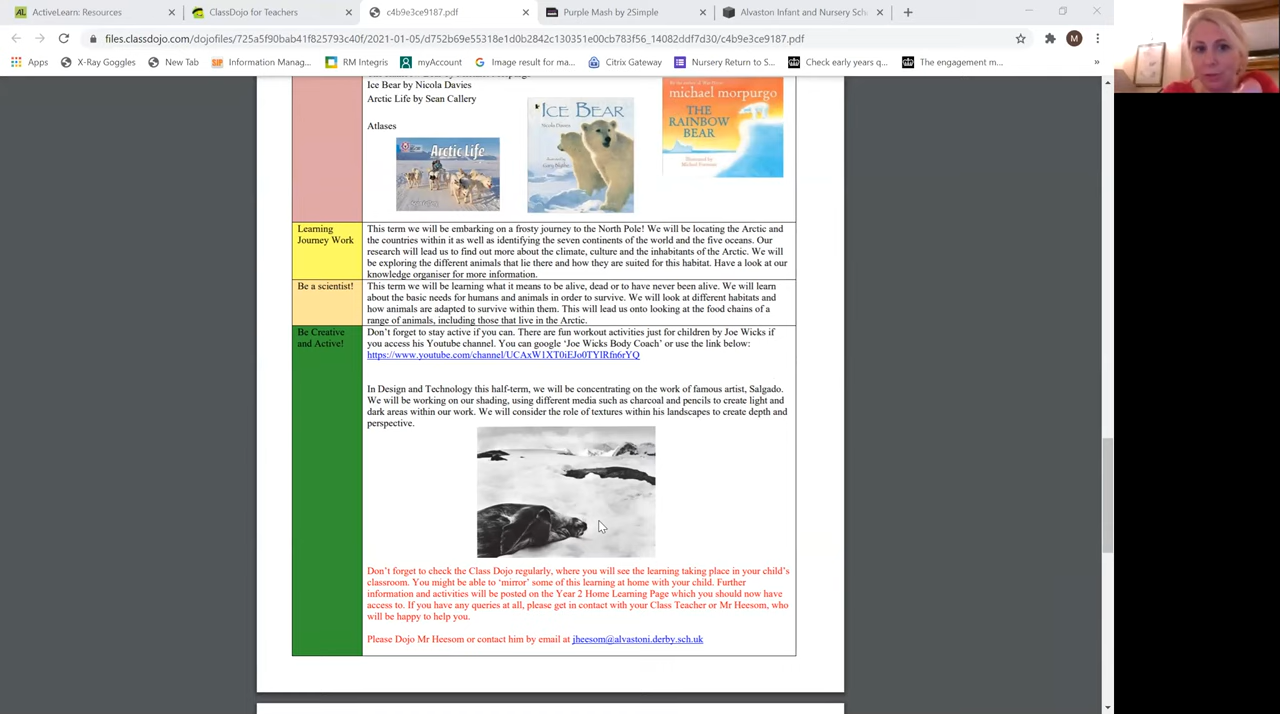 ActiveLearn: Resources
ClassDojo for Teachers
c4b9e3ce9187.pdf
Purple Mash by 2Simple
Alvaston Infant and Nursery Sch
files.classdojo.com/dojofiles/725a5f90bab41f825793c40f/2021-01-05/d752b69e55318e1d0b2842c130351e00cb783f56_14082ddf7d30/c4b9e3ce9187.pdf
M
Apps
X-Ray Goggles
New Tab
Information Manag...
RM Integris
myAccount
Image result for ma...
Citrix Gateway
Nursery Return to S...
Check early years q...
The engagement m...
Ice Bear by Nicola Davies
Arctic Life by Sean Callery
Atlases
Arctic Life
ICE BEAR
Nicola Davies
michael morpurgo
THE
RAINBOW
BEAR
Learning
Journey Work
This term we will be embarking on a frosty journey to the North Pole! We will be locating the Arctic and
the countries within it as well as identifying the seven continents of the world and the five oceans. Our
research will lead us to find out more about the climate, culture and the inhabitants of the Arctic. We will
be exploring the different animals that lie there and how they are suited for this habitat. Have a look at our
knowledge organiser for more information.
Be a scientist!
This term we will be learning what it means to be alive, dead or to have never been alive. We will learn
about the basic needs for humans and animals in order to survive. We will look at different habitats and
how animals are adapted to survive within them. This will lead us onto looking at the food chains of a
range of animals, including those that live in the Arctic.
Be Creative
and Active!
Don't forget to stay active if you can. There are fun workout activities just for children by Joe Wicks if
you access his Youtube channel. You can google 'Joe Wicks Body Coach' or use the link below:
https://www.youtube.com/channel/UCAxW1XT0iEJo0TYlRfn6rYQ
In Design and Technology this half-term, we will be concentrating on the work of famous artist, Salgado.
We will be working on our shading, using different media such as charcoal and pencils to create light and
dark areas within our work. We will consider the role of textures within his landscapes to create depth and
perspective.
Don't forget to check the Class Dojo regularly, where you will see the learning taking place in your child's
classroom. You might be able to 'mirror' some of this learning at home with your child. Further
information and activities will be posted on the Year 2 Home Learning Page which you should now have
access to. If you have any queries at all, please get in contact with your Class Teacher or Mr Heesom, who
will be happy to help you.
Please Dojo Mr Heesom or contact him by email at jheesom@alvastoni.derby.sch.uk